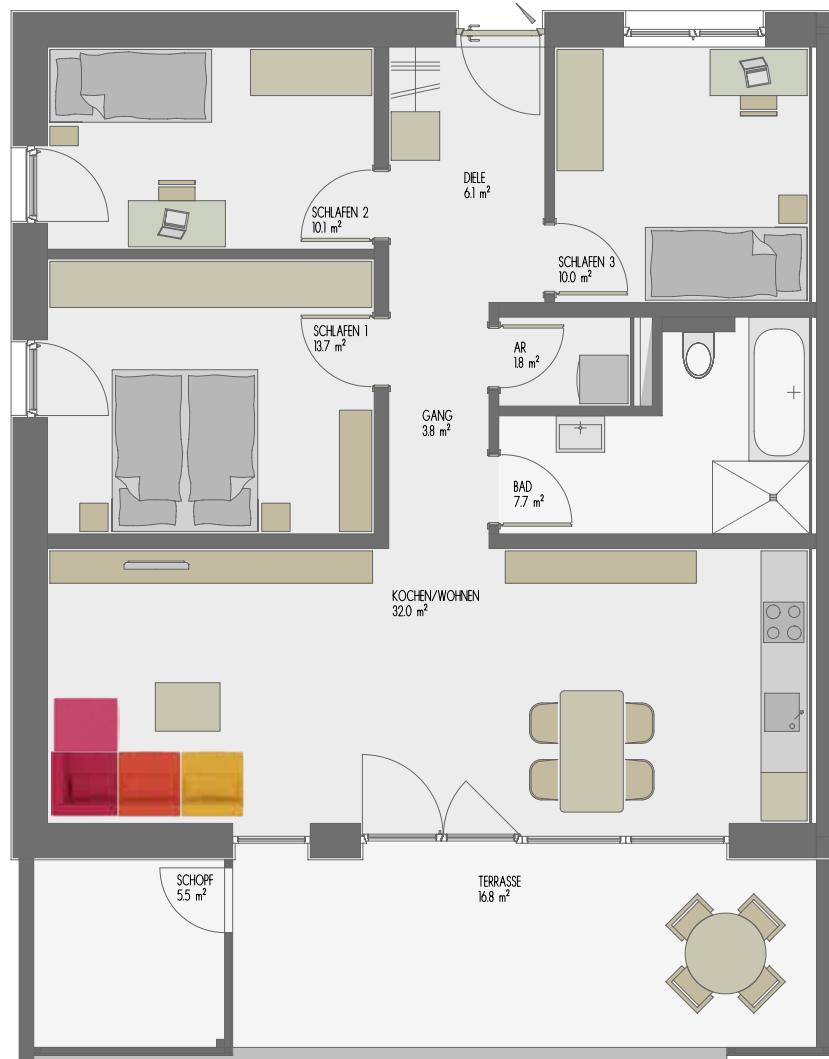 DIELE
6.1 m²
SCHLAFEN 2
10.1 m²
SCHLAFEN 3
10.0 m²
SCHLAFEN 1
13.7 m²
AR
1.8 m²
GANG
3.8 m²
BAD
7.7 m²
KOCHEN/WOHNEN
32.0 m²
SCHOPF
5.5 m²
TERRASSE
16.8 m²